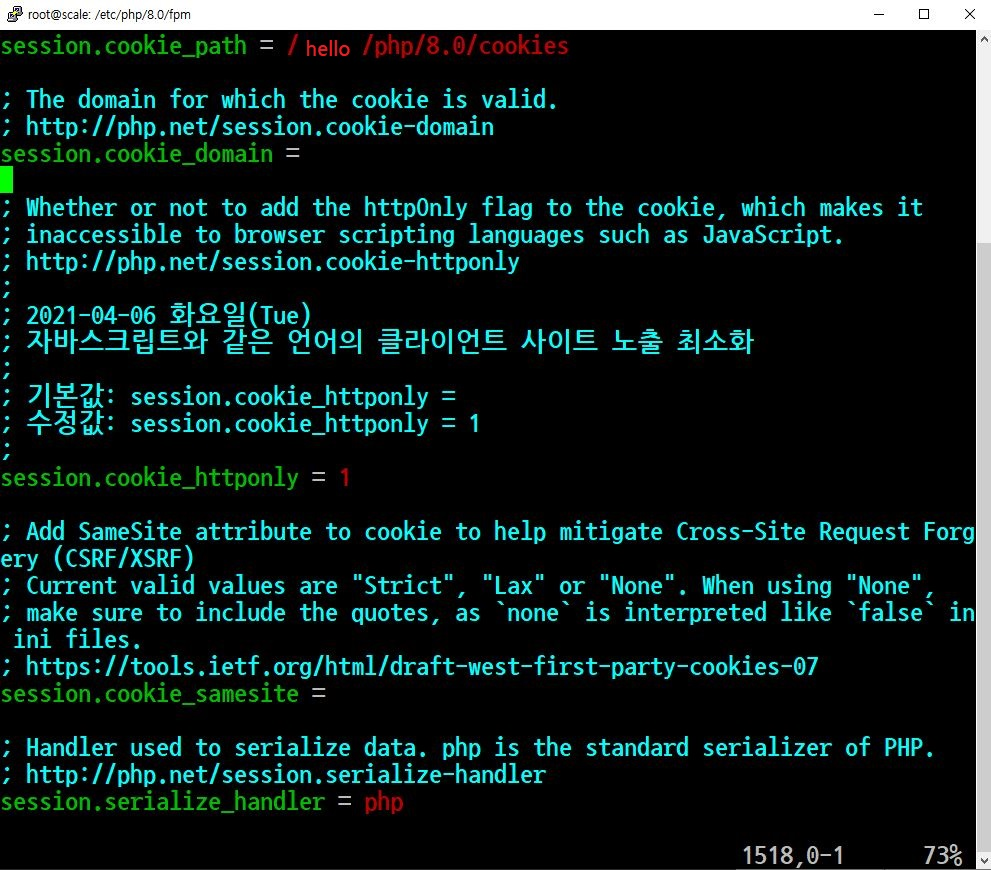 root@scale: /etc/php/8.0/fpm
session.cookie_path = / hello /php/8.0/cookies
; The domain for which the cookie is valid.
; http://php.net/session.cookie-domain
session.cookie_domain =
; Whether or not to add the httpOnly flag to the cookie, which makes it
; inaccessible to browser scripting languages such as JavaScript.
; http://php.net/session.cookie-httponly
;
; 2021-04-06 화요일(Tue)
; 자바스크립트와 같은 언어의 클라이언트 사이트 노출 최소화
;
; 기본값: session.cookie_httponly =
; 수정값: session.cookie_httponly = 1
;
session.cookie_httponly = 1
; Add SameSite attribute to cookie to help mitigate Cross-Site Request Forg
ery (CSRF/XSRF)
; Current valid values are "Strict", "Lax" or "None". When using "None",
; make sure to include the quotes, as `none` is interpreted like `false` in
ini files.
; https://tools.ietf.org/html/draft-west-first-party-cookies-07
session.cookie_samesite =
; Handler used to serialize data. php is the standard serializer of PHP.
; http://php.net/session.serialize-handler
session.serialize_handler = php
1518,0-1 73%